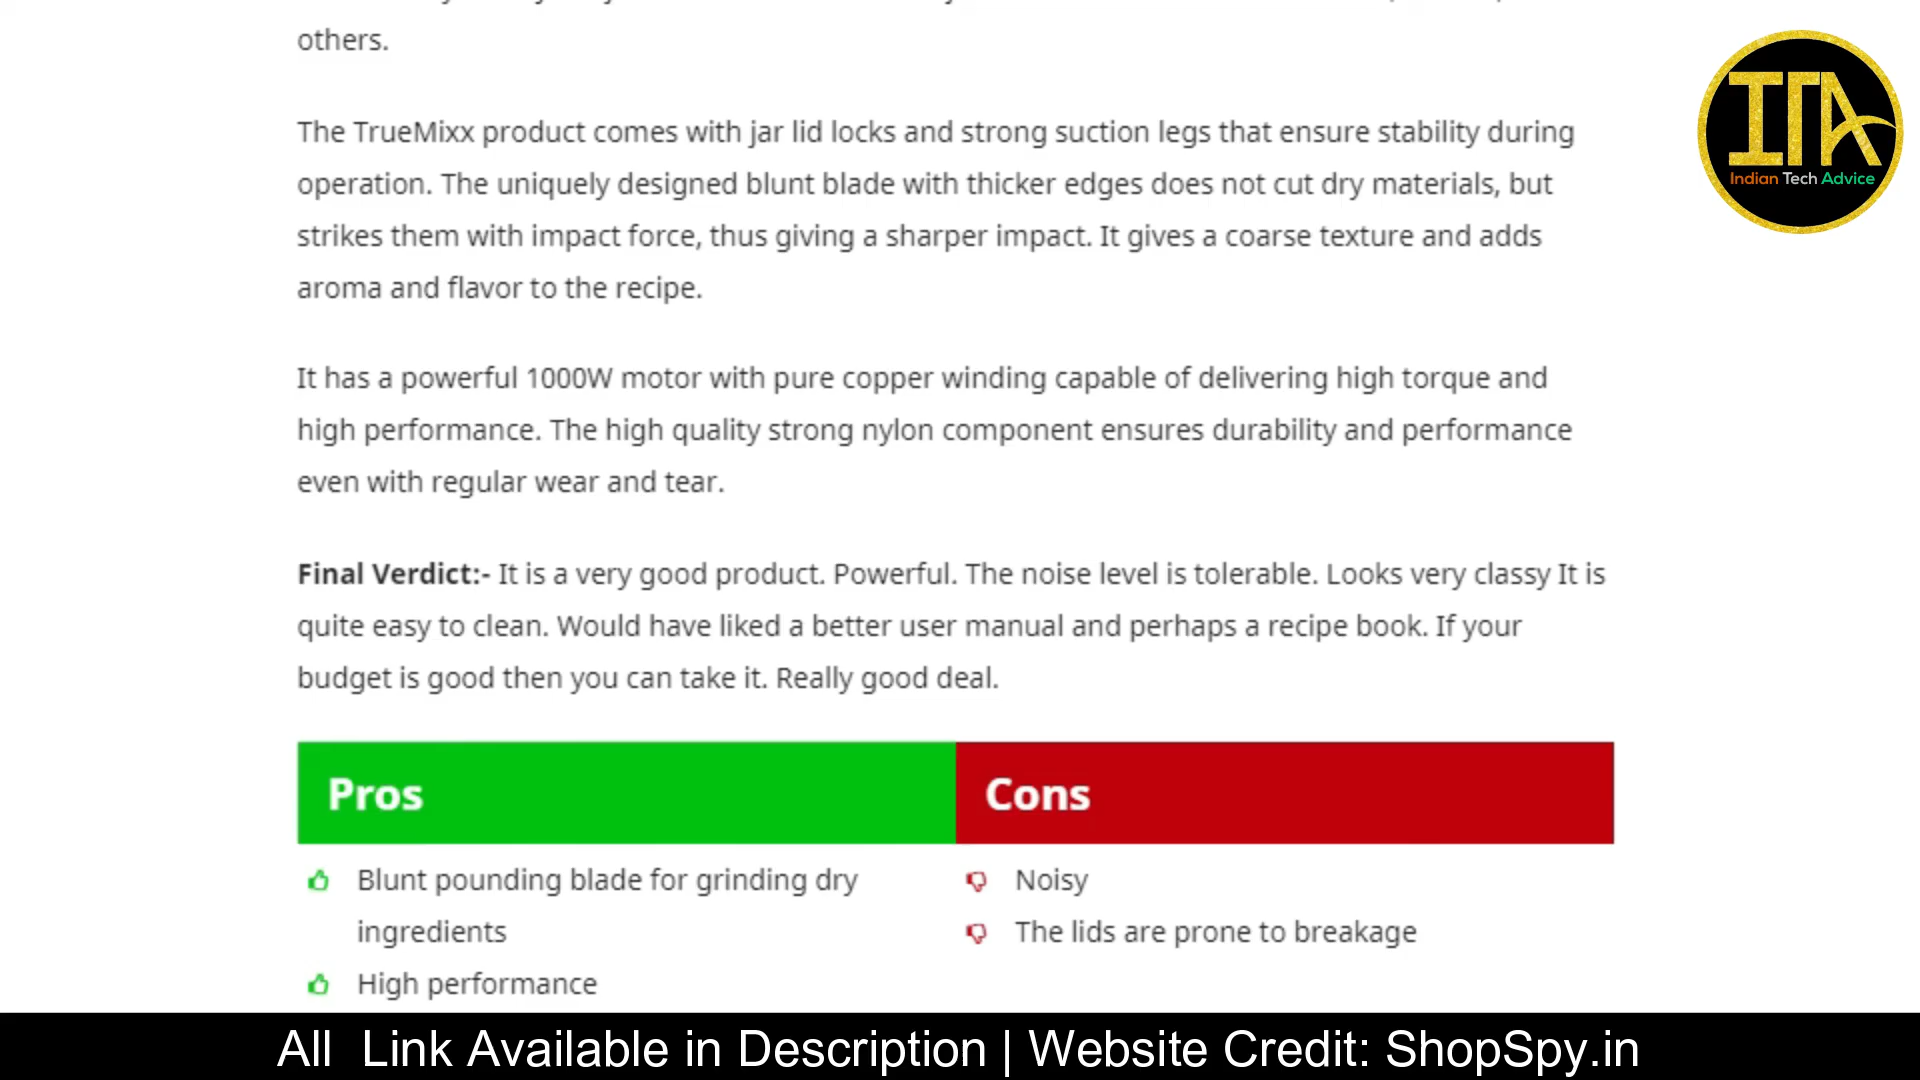 others.
The TrueMixx product comes with jar lid locks and strong suction legs that ensure stability during
operation. The uniquely designed blunt blade with thicker edges does not cut dry materials, but
strikes them with impact force, thus giving a sharper impact. It gives a coarse texture and adds
aroma and flavor to the recipe.
It has a powerful 1000W motor with pure copper winding capable of delivering high torque and
high performance. The high quality strong nylon component ensures durability and performance
even with regular wear and tear.
Final Verdict:- It is a very good product. Powerful. The noise level is tolerable. Looks very classy It is
quite easy to clean. Would have liked a better user manual and perhaps a recipe book. If your
budget is good then you can take it. Really good deal.
Pros
Blunt pounding blade for grinding dry
ingredients
High performance
Cons
Noisy
The lids are prone to breakage
ITA
Indian Tech Advice
All  Link Available in Description | Website Credit: ShopSpy.in